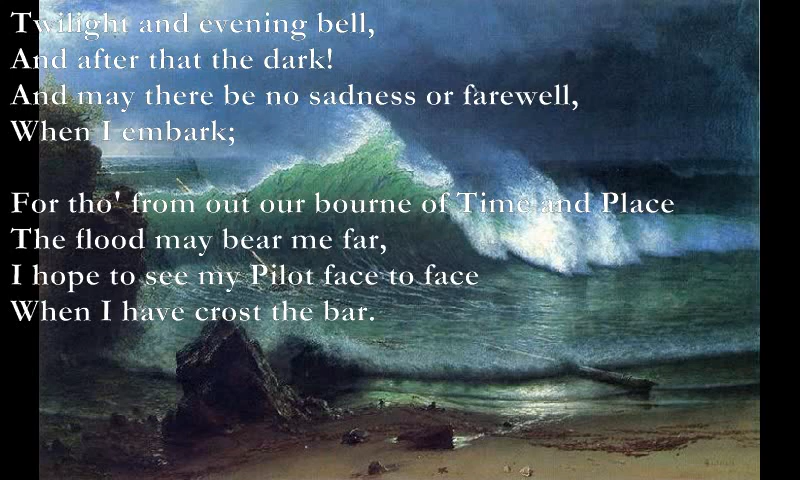 Twilight and evening bell,
And after that the dark!
And may there be no sadness or farewell,
When I embark;
For tho' from out our bourne of Time and Place
The flood may bear me far,
I hope to see my Pilot face to face
When I have crost the bar.